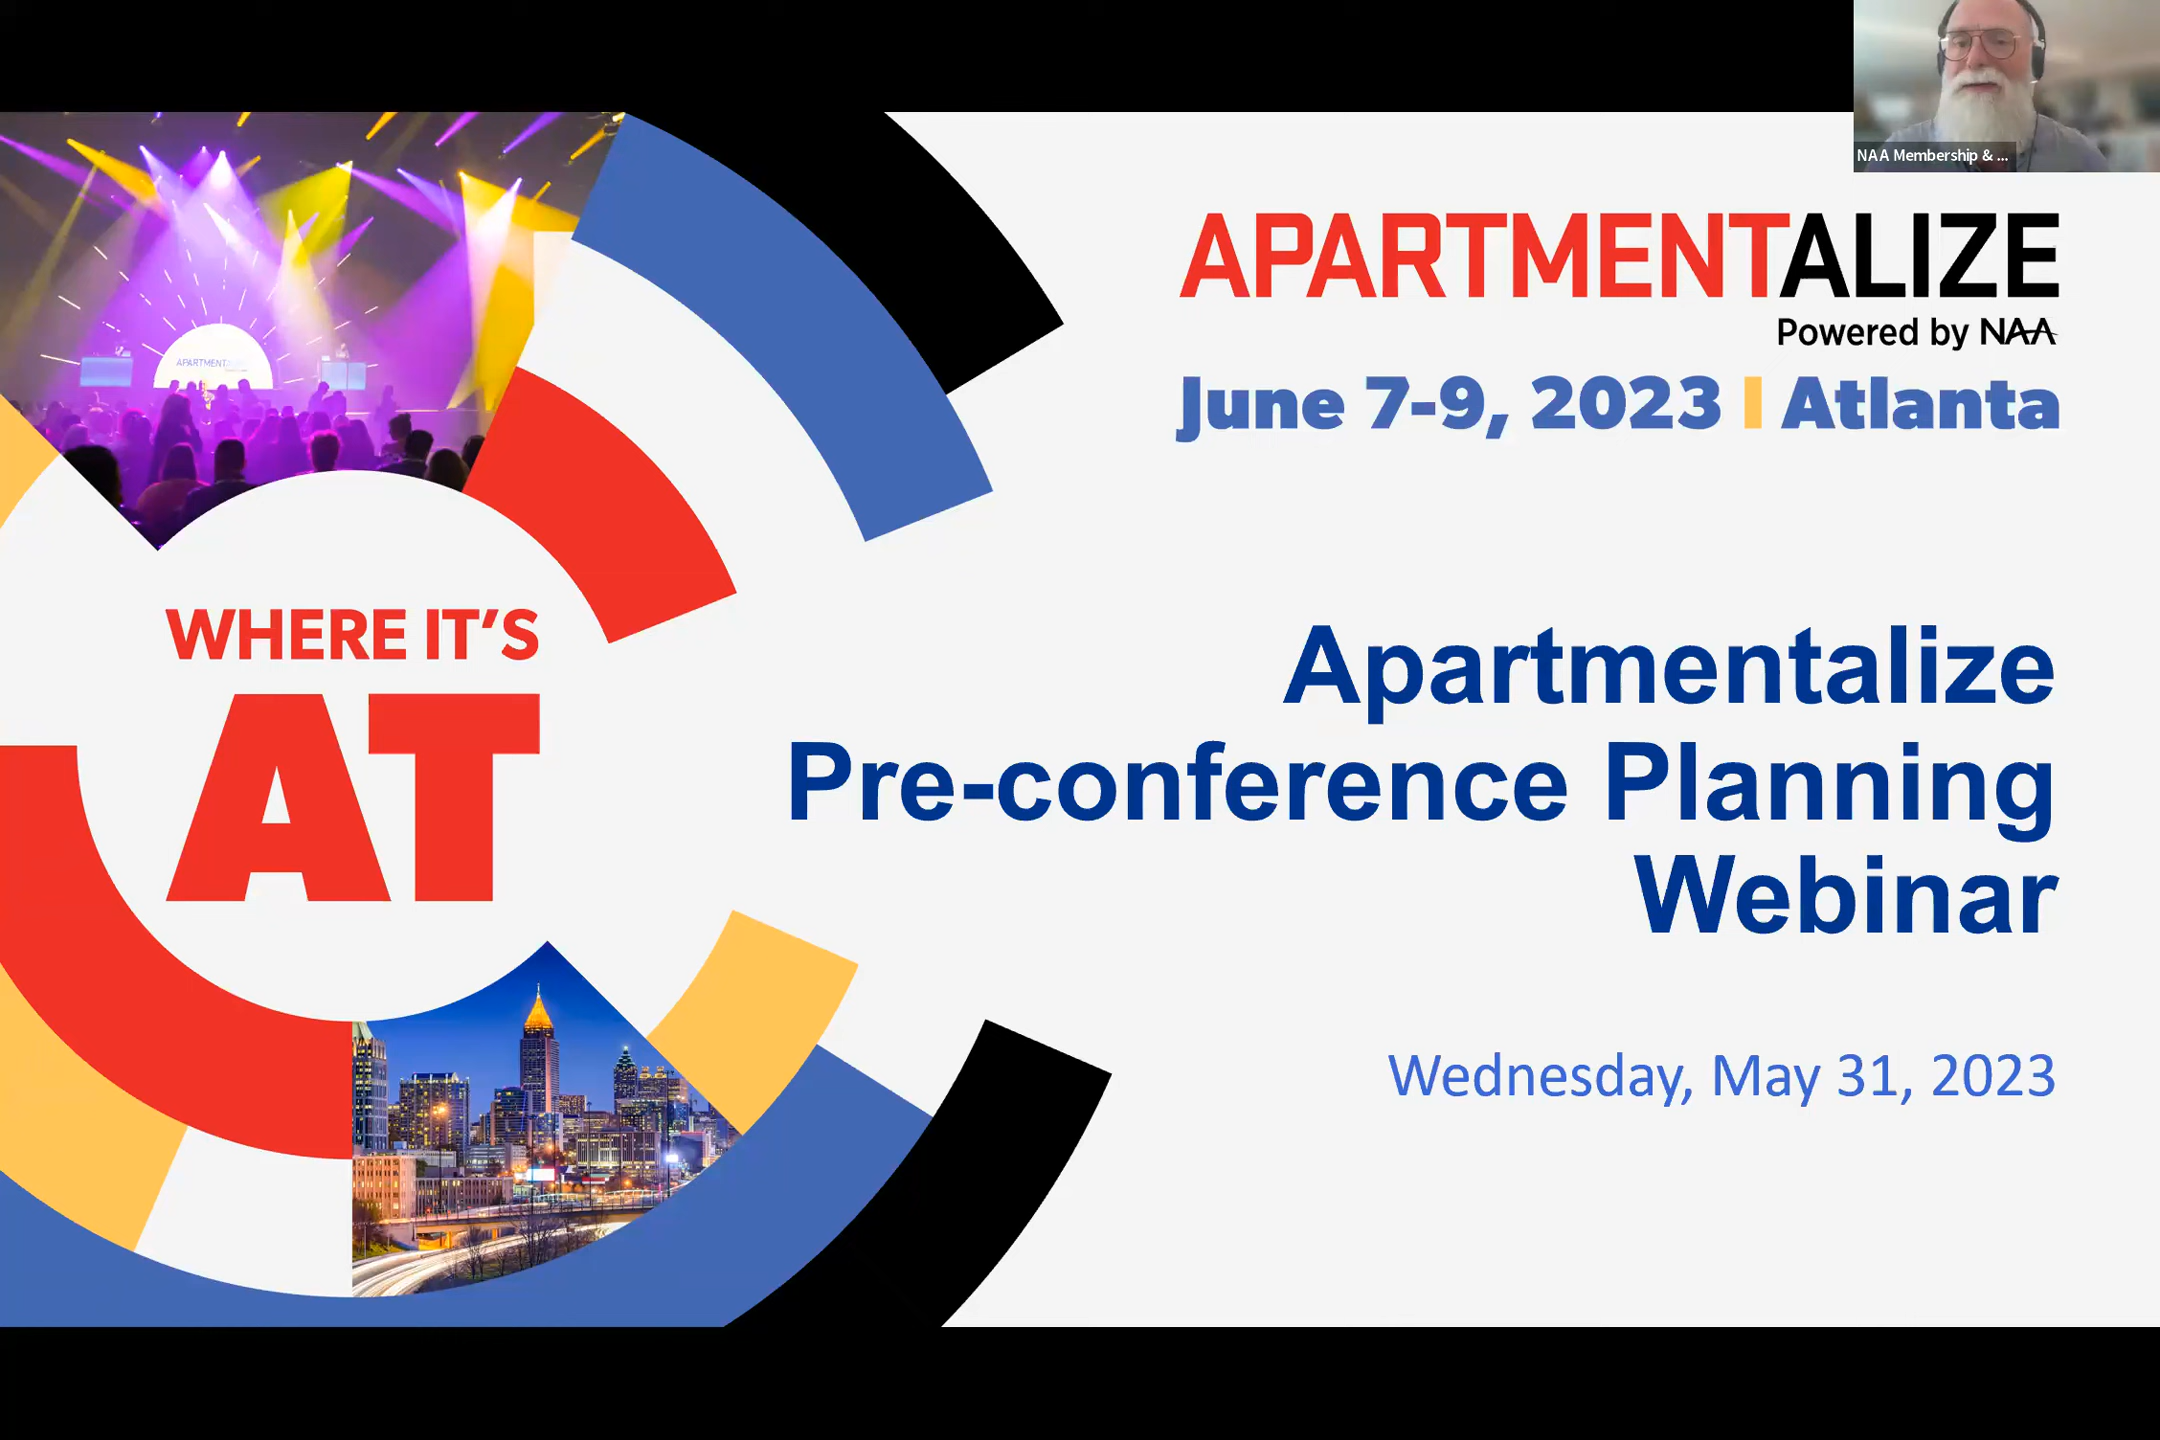 NAA Membership & ...
APARTMENTALIZE
Powered by NAA
June 7-9, 2023 | Atlanta
APARTMENT
WHERE IT'S
AT
Apartmentalize
Pre-conference Planning
Webinar
Wednesday, May 31, 2023